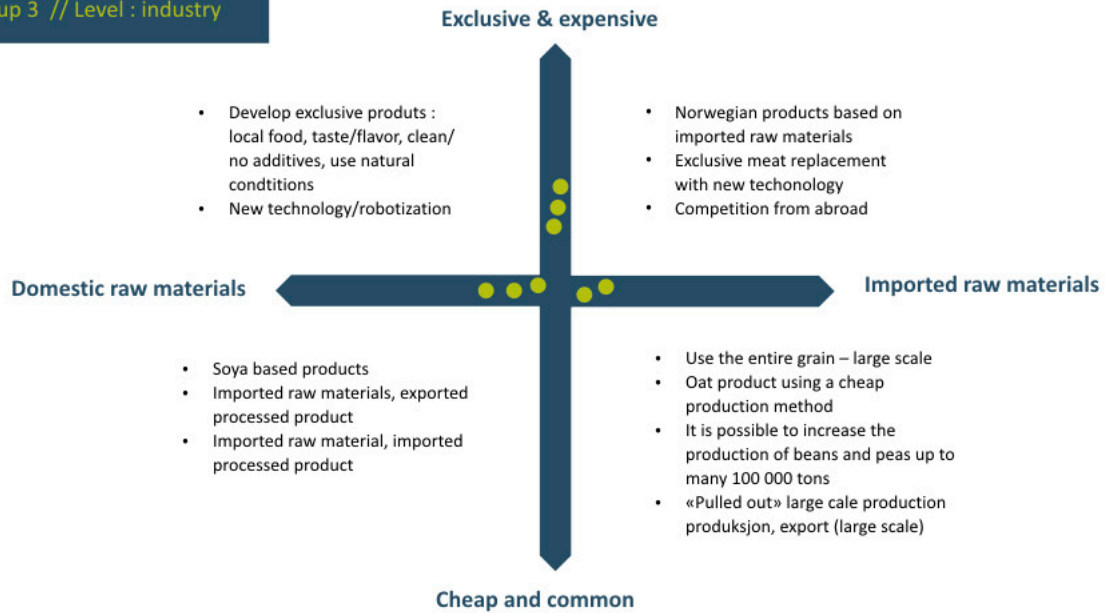 up 3 // Level : industry
Exclusive & expensive
• Develop exclusive produts :
local food, taste/flavor, clean/
no additives, use natural
condtitions
• New technology/robotization
• Norwegian products based on
imported raw materials
• Exclusive meat replacement
with new techonology
• Competition from abroad
Domestic raw materials
Imported raw materials
• Soya based products
• Imported raw materials, exported
processed product
• Imported raw material, imported
processed product
• Use the entire grain – large scale
• Oat product using a cheap
production method
• It is possible to increase the
production of beans and peas up to
many 100 000 tons
• «Pulled out» large cale production
produksjon, export (large scale)
Cheap and common